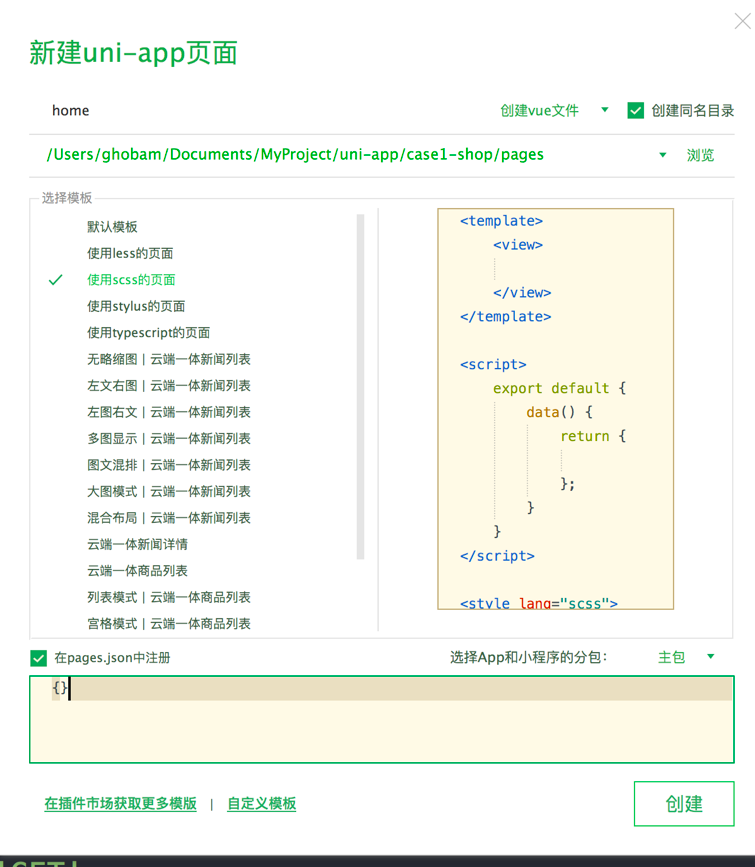 新建uni-app页面
home 创建vue文件 创建同名目录
/Users/ghobam/Documents/MyProject/uni-app/case1-shop/pages 浏览
选择模板
默认模板
使用less的页面
使用scss的页面
使用stylus的页面
使用typescript的页面
无略缩图 | 云端一体新闻列表
左文右图 | 云端一体新闻列表
左图右文 | 云端一体新闻列表
多图显示 | 云端一体新闻列表
图文混排 | 云端一体新闻列表
大图模式 | 云端一体新闻列表
混合布局 | 云端一体新闻列表
云端一体新闻详情
云端一体商品列表
列表模式 | 云端一体商品列表
宫格模式 | 云端一体商品列表
<template>
<view>
</view>
</template>
<script>
export default {
data() {
return {
};
}
}
</script>
<style lang="scss">
在pages.json中注册 选择App和小程序的分包: 主包
{}
在插件市场获取更多模版 | 自定义模板
创建